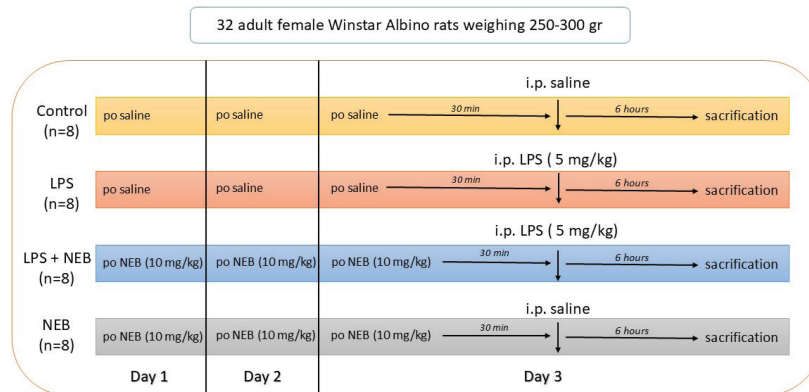 32 adult female Winstar Albino rats weighing 250-300 gr
i.p. saline
Control
(n=8)
po saline
po saline
po saline
30 min
6 hours
sacrification
i.p. LPS ( 5 mg/kg)
LPS
(n=8)
po saline
po saline
po saline
30 min
6 hours
sacrification
i.p. LPS ( 5 mg/kg)
LPS + NEB
(n=8)
po NEB (10 mg/kg)
po NEB (10 mg/kg)
po NEB (10 mg/kg)
30 min
6 hours
sacrification
i.p. saline
NEB
(n=8)
po NEB (10 mg/kg)
po NEB (10 mg/kg)
po NEB (10 mg/kg)
30 min
6 hours
sacrification
Day 1
Day 2
Day 3